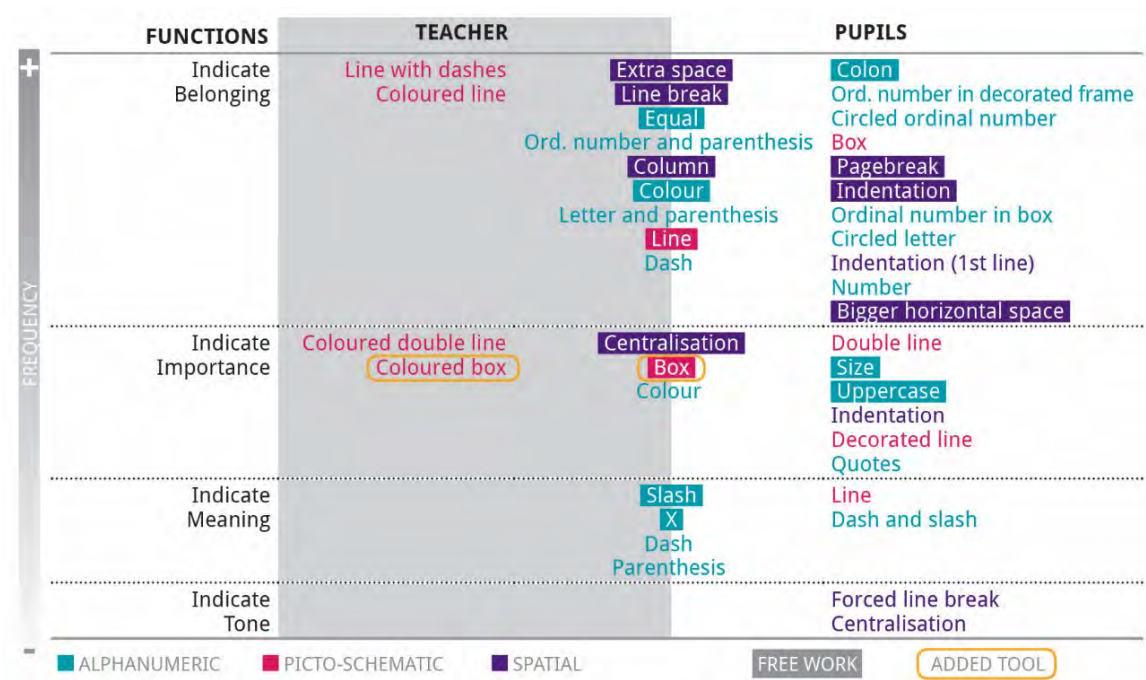 FUNCTIONS TEACHER PUPILS
+
FREQUENCY
-
Indicate Line with dashes Extra space Colon
Belonging Coloured line Line break Ord. number in decorated frame
Equal Circled ordinal number
Ord. number and parenthesis Box
Column Pagebreak
Colour Indentation
Letter and parenthesis Ordinal number in box
Line Circled letter
Dash Indentation (1st line)
Number
Bigger horizontal space
Indicate Coloured double line Centralisation Double line
Importance Coloured box Box Size
Colour Uppercase
Indentation
Decorated line
Quotes
Indicate Slash Line
Meaning X Dash and slash
Dash
Parenthesis
Indicate Forced line break
Tone Centralisation
ALPHANUMERIC PICTO-SCHEMATIC SPATIAL FREE WORK ADDED TOOL